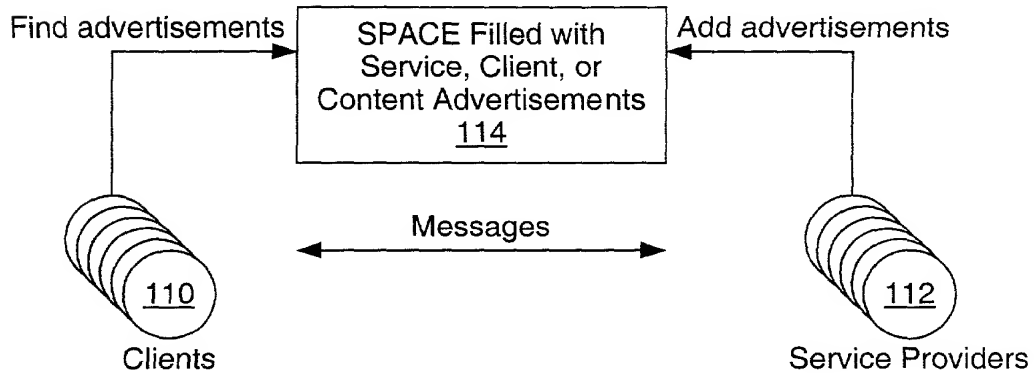 Find advertisements
SPACE Filled with
Service, Client, or
Content Advertisements
114
Add advertisements
Messages
110
112
Clients
Service Providers